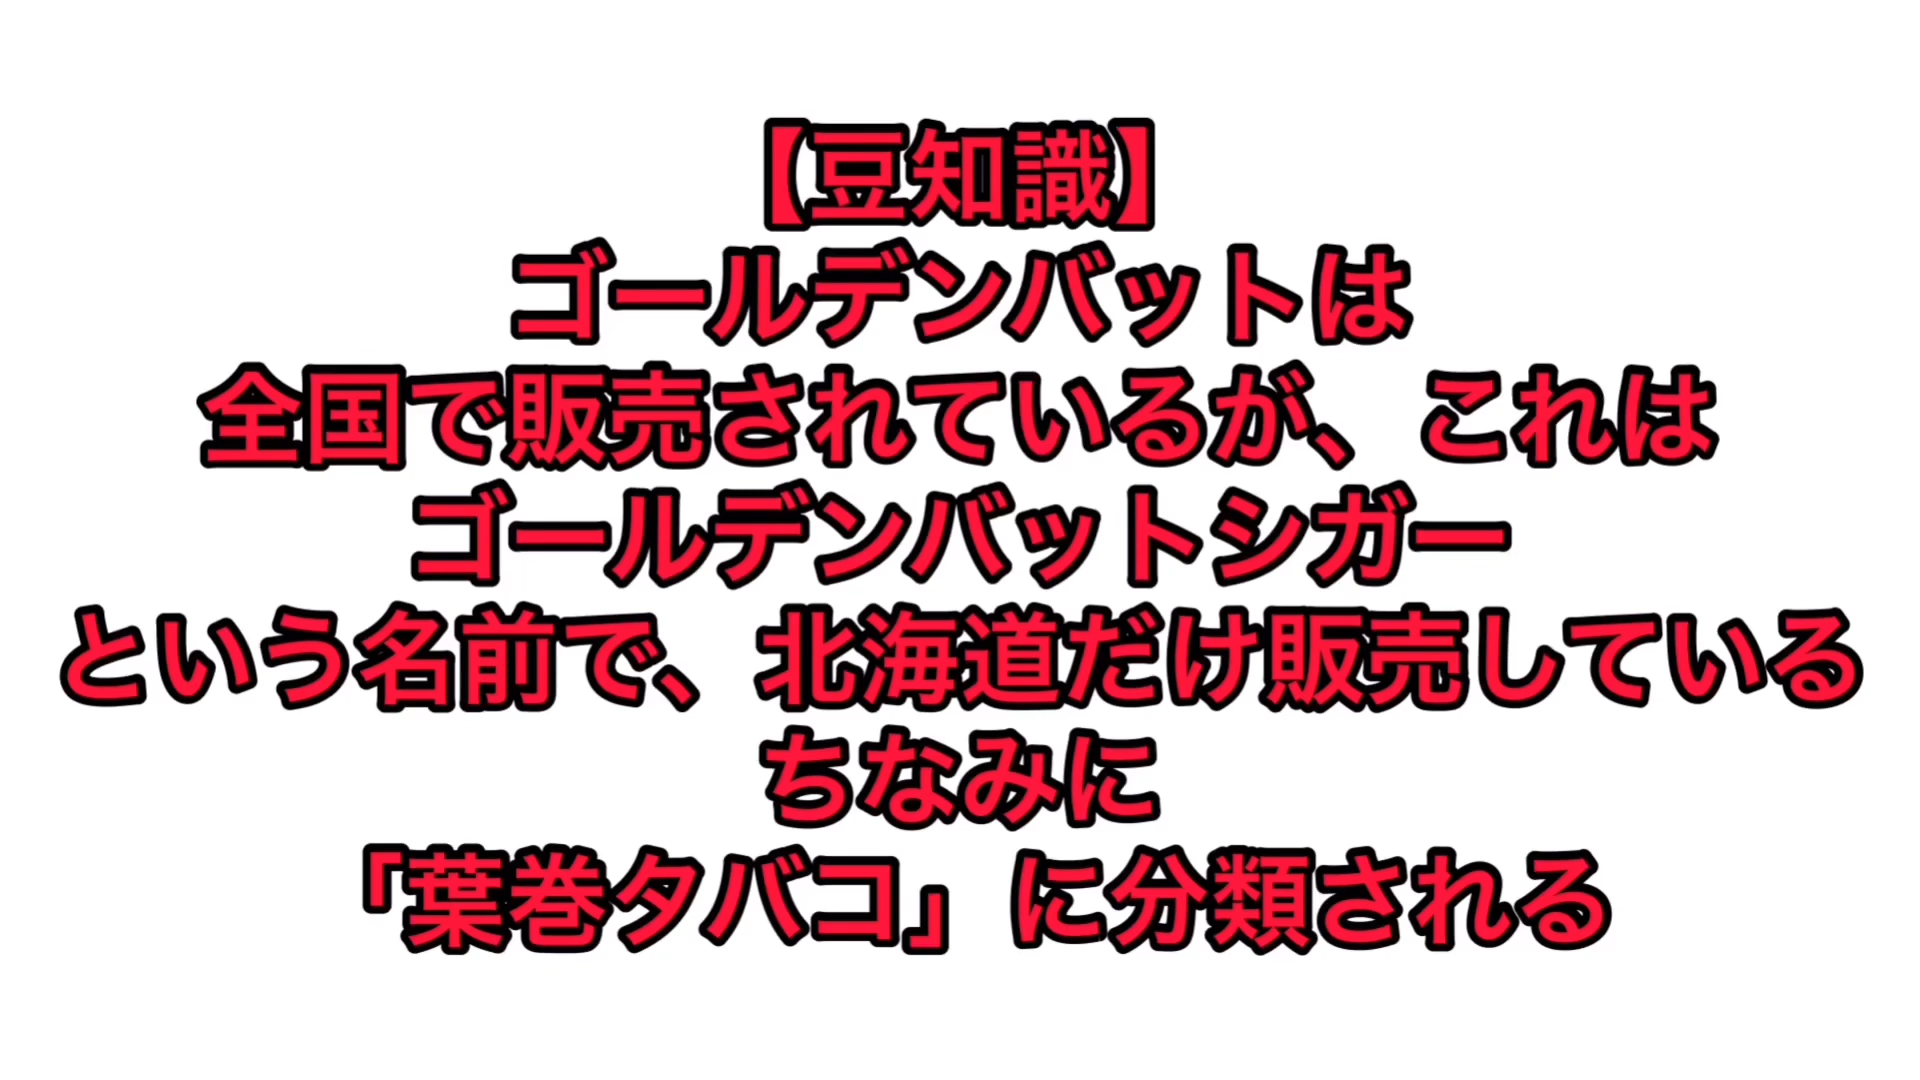 【豆知識】
ゴールデンバットは
全国で販売されているが、これは
ゴールデンバットシガー
という名前で、北海道だけ販売している
ちなみに
「葉巻タバコ」に分類される